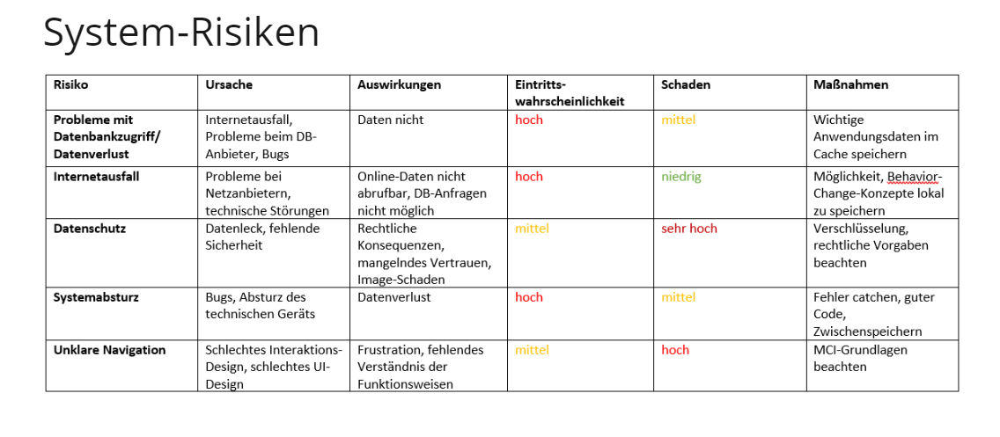 System-Risiken
Risiko Ursache Auswirkungen Eintritts- Schaden Maßnahmen
wahrscheinlichkeit
Probleme mit Internetausfall, Daten nicht hoch mittel Wichtige
Datenbankzugriff/ Probleme beim DB- Anwendungsdaten im
Datenverlust Anbieter, Bugs Cache speichern
Internetausfall Probleme bei Online-Daten nicht hoch niedrig Möglichkeit, Behavior-
Netzanbietern, abrufbar, DB-Anfragen Change-Konzepte lokal
technische Störungen nicht möglich zu speichern
Datenschutz Datenleck, fehlende Rechtliche mittel sehr hoch Verschlüsselung,
Sicherheit Konsequenzen, rechtliche Vorgaben
mangelndes Vertrauen, beachten
Image-Schaden
Systemabsturz Bugs, Absturz des Datenverlust hoch mittel Fehler catchen, guter
technischen Geräts Code,
Zwischenspeichern
Unklare Navigation Schlechtes Interaktions- Frustration, fehlendes mittel hoch MCI-Grundlagen
Design, schlechtes UI- Verständnis der beachten
Design Funktionsweisen